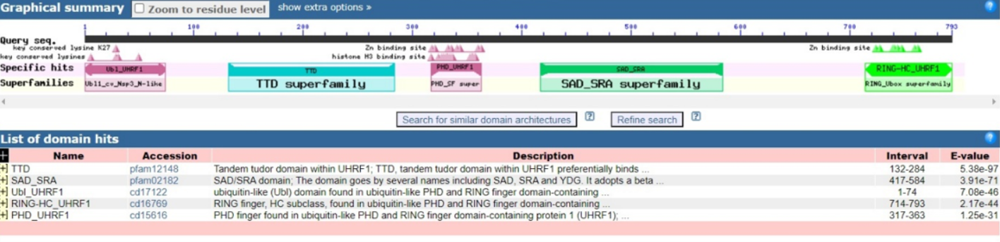 Graphical summary Zoom to residue level show extra options »
1 100 200 300 400 500 600 700 793
Query seq.
key conserved lysine K27 Zn binding site Zn binding site
key conserved lysines histone H3 binding site
Specific hits Ubl_UHRF1 TTD PHD_UHRF1 SAD_SRA RING-HC_UHRF1
Superfamilies Ubl1_cv_Nsp3_N-like TTD superfamily PHD_SF super SAD_SRA superfamily RING_Ubox superfamily
Search for similar domain architectures ? Refine search ?
List of domain hits ?
+ Name Accession Description Interval E-value
[+] TTD pfam12148 Tandem tudor domain within UHRF1; TTD, tandem tudor domain within UHRF1 preferentially binds ... 132-284 5.38e-97
[+] SAD_SRA pfam02182 SAD/SRA domain; The domain goes by several names including SAD, SRA and YDG. It adopts a beta ... 417-584 3.91e-71
[+] Ubl_UHRF1 cd17122 ubiquitin-like (Ubl) domain found in ubiquitin-like PHD and RING finger domain-containing ... 1-74 7.08e-46
[+] RING-HC_UHRF1 cd16769 RING finger, HC subclass, found in ubiquitin-like PHD and RING finger domain-containing ... 714-793 2.17e-44
[+] PHD_UHRF1 cd15616 PHD finger found in ubiquitin-like PHD and RING finger domain-containing protein 1 (UHRF1); ... 317-363 1.25e-31